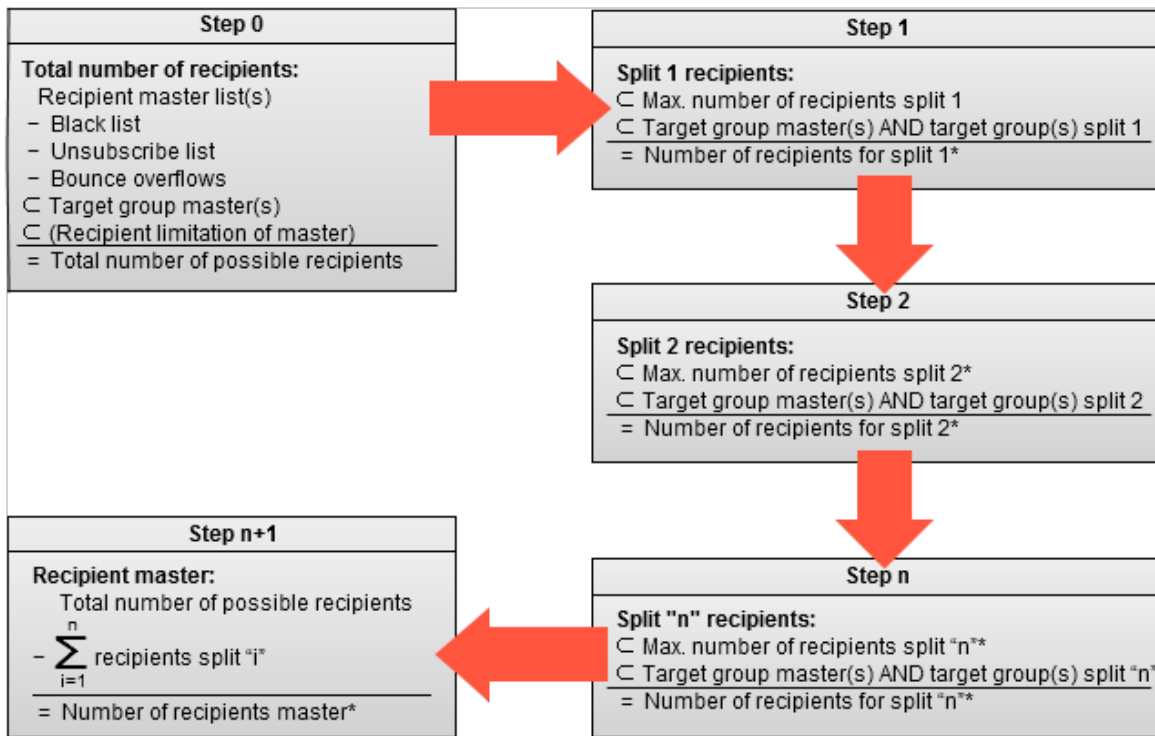 Step 0
Total number of recipients:
Recipient master list(s)
− Black list
− Unsubscribe list
− Bounce overflows
⊂ Target group master(s)
⊂ (Recipient limitation of master)
= Total number of possible recipients
Step 1
Split 1 recipients:
⊂ Max. number of recipients split 1
⊂ Target group master(s) AND target group(s) split 1
= Number of recipients for split 1*
Step 2
Split 2 recipients:
⊂ Max. number of recipients split 2*
⊂ Target group master(s) AND target group(s) split 2
= Number of recipients for split 2*
Step n
Split "n" recipients:
⊂ Max. number of recipients split “n”*
⊂ Target group master(s) AND target group(s) split “n”
= Number of recipients for split “n”*
Step n+1
Recipient master:
Total number of possible recipients
n
− ∑ recipients split “i”
i=1
= Number of recipients master*